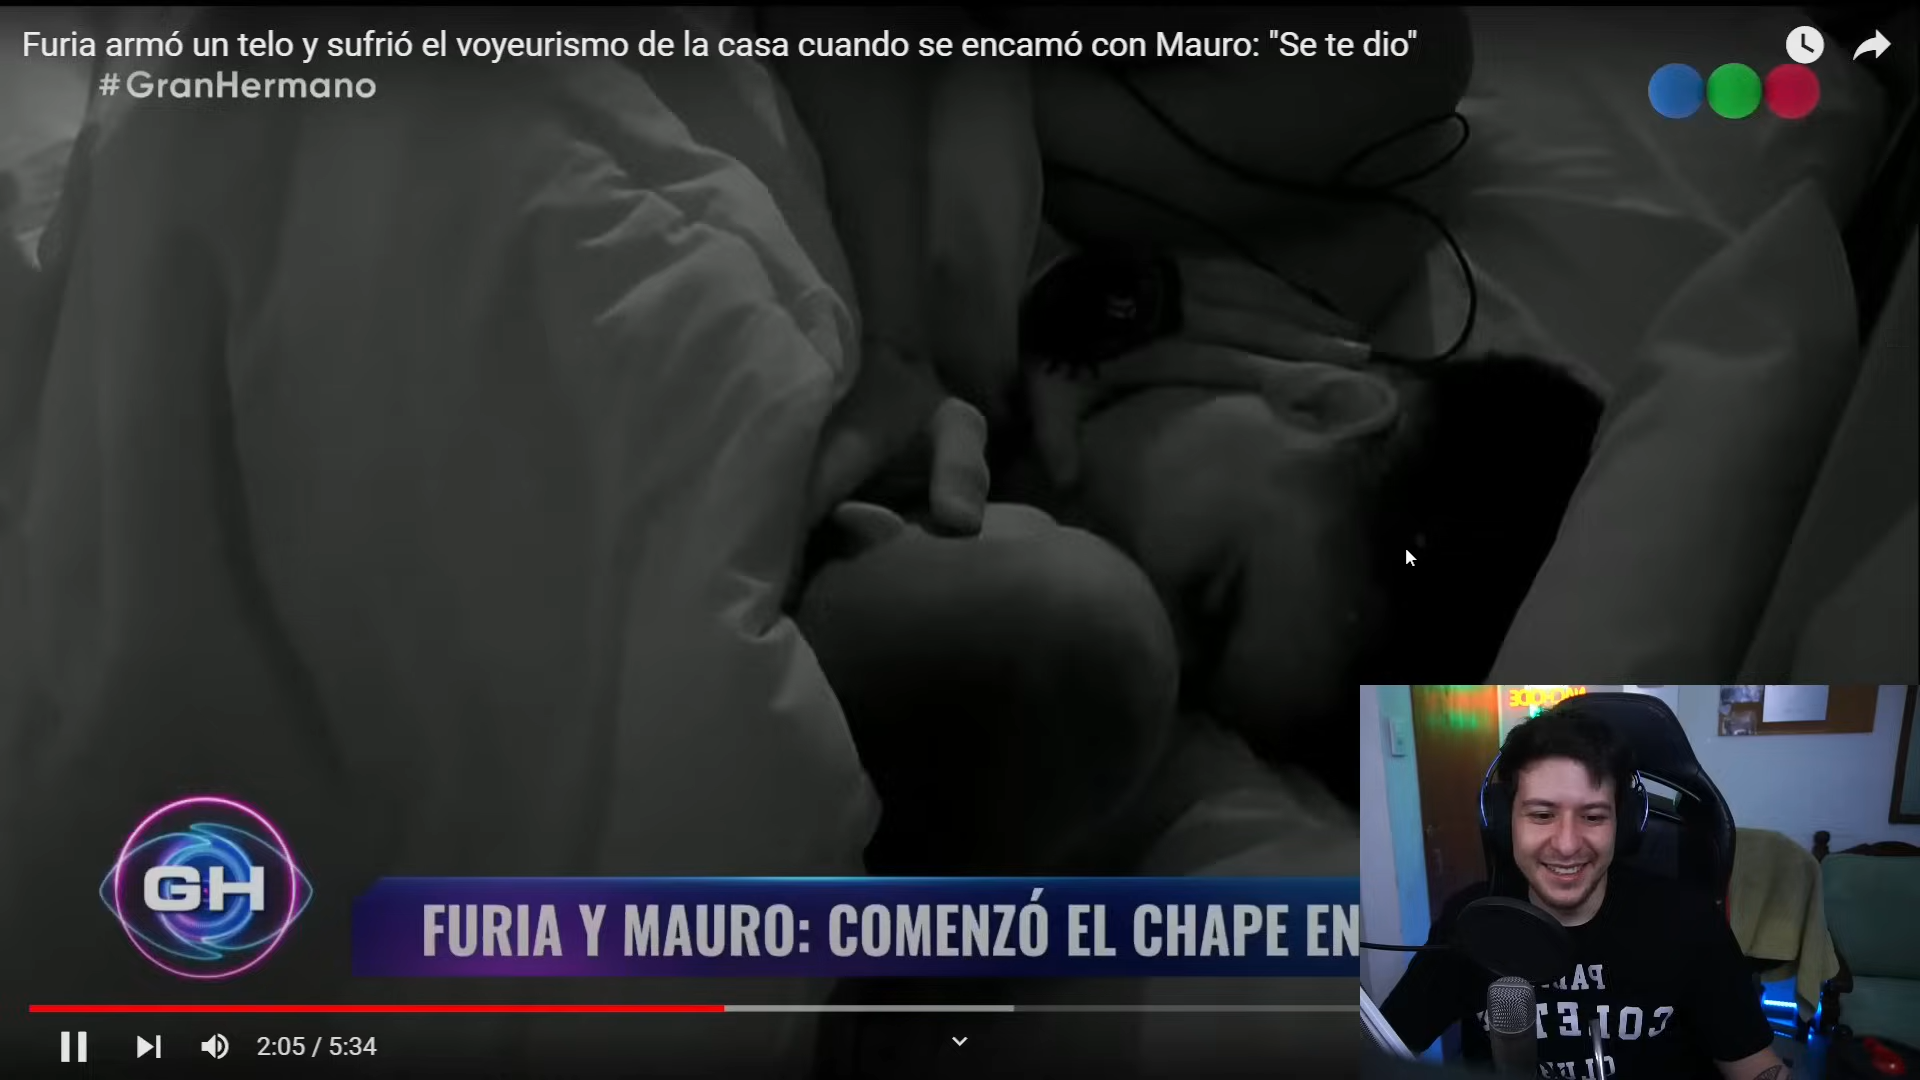 Furia armó un telo y sufrió el voyeurismo de la casa cuando se encamó con Mauro: "Se te dio"
#GranHermano
GH
FURIA Y MAURO: COMENZÓ EL CHAPE EN
2:05 / 5:34